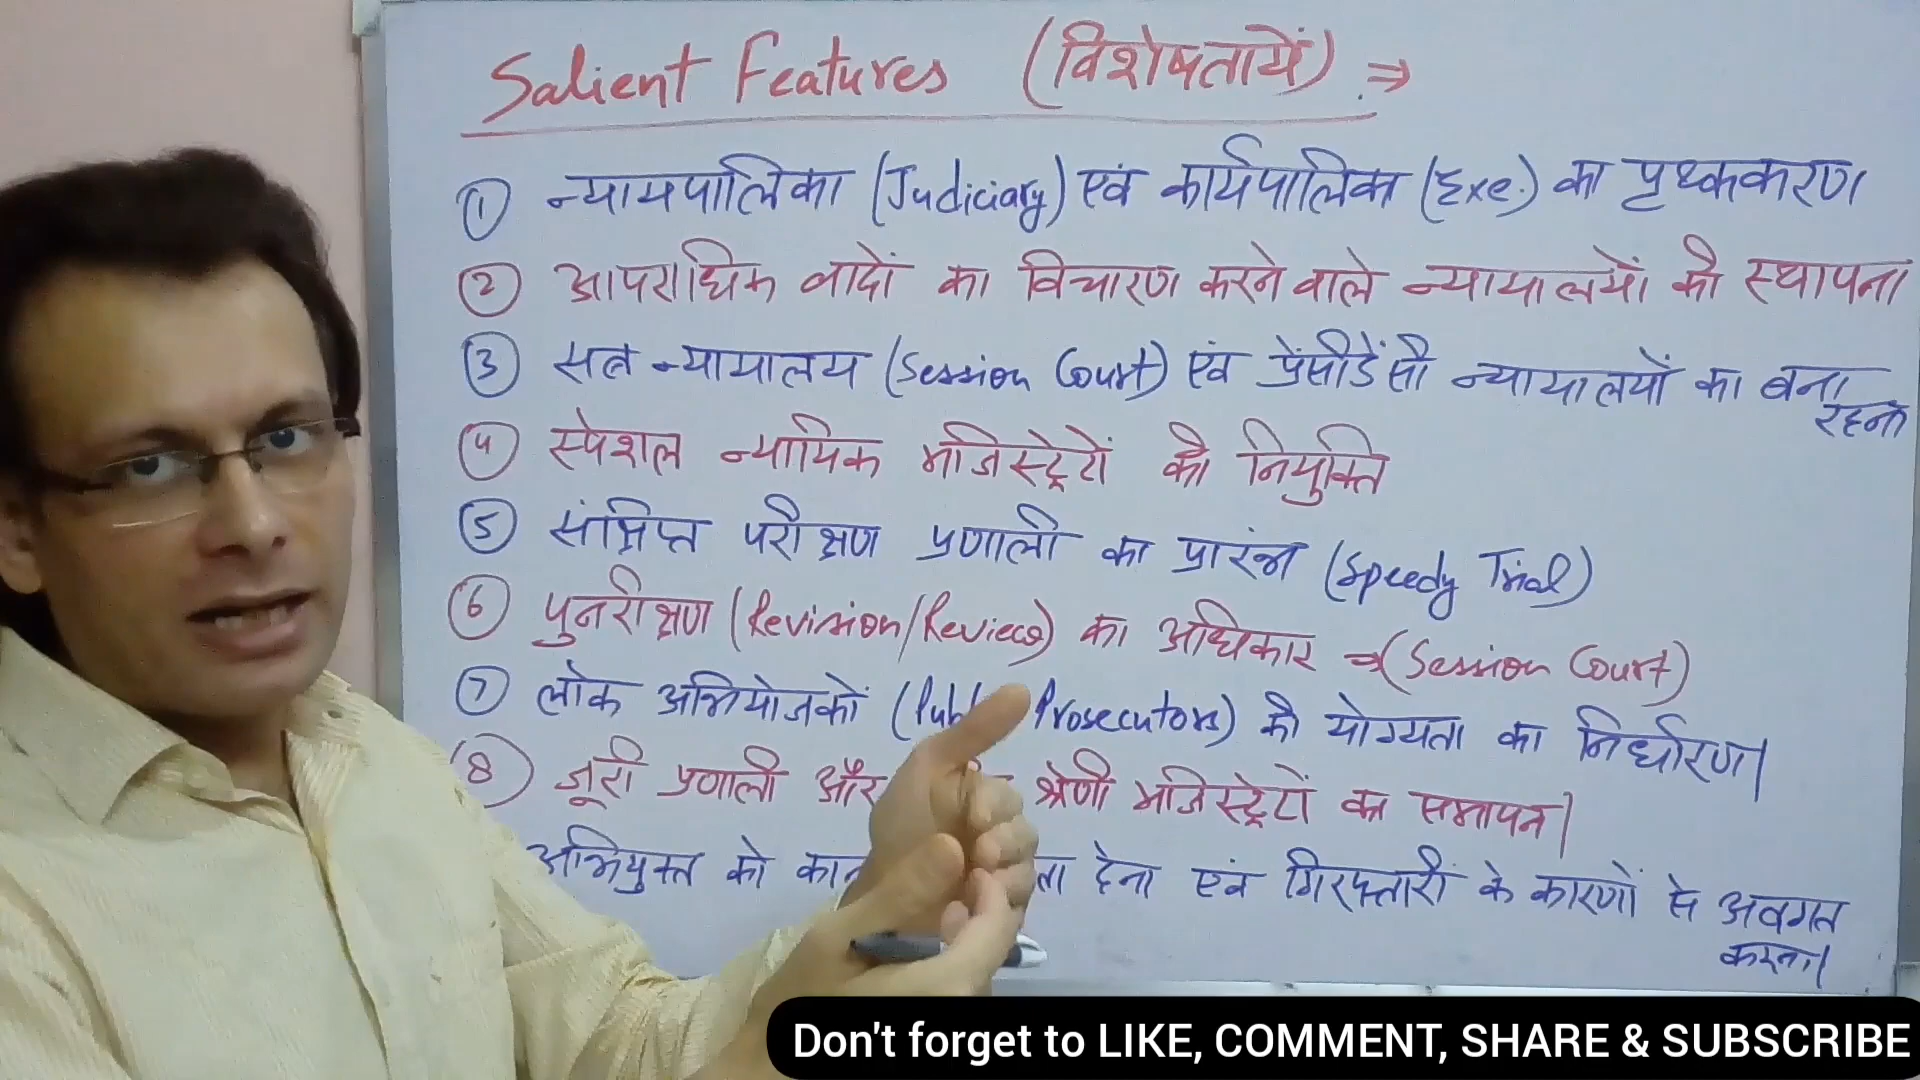 Salient Features (विशेषतायें) :⇒
① न्यायपालिका (Judiciary) एवं कार्यपालिका (Exe.) का पृथ्ककरण
② आपराधिक वादों का विचारण करने वाले न्यायालयों की स्थापना
③ सत्र न्यायालय (Session Court) एवं प्रेंसीडेंसी न्यायालयों का बना
रहना
④ स्पेशल न्यायिक मजिस्ट्रेटों की नियुक्ति
⑤ संक्षिप्त परीक्षण प्रणाली का प्रारंभ (Speedy Trial)
⑥ पुनरीक्षण (Revision/Review) का अधिकार ⇒ (Session Court)
⑦ लोक अभियोजकों (Prosecutors) की योग्यता का निर्धारण।
⑧ जूरी प्रणाली और श्रेणी मजिस्ट्रेटों का समापन।
अभियुक्त को देना एवं गिरफ्तारी के कारणों से अवगत
करना।
Don't forget to LIKE, COMMENT, SHARE & SUBSCRIBE